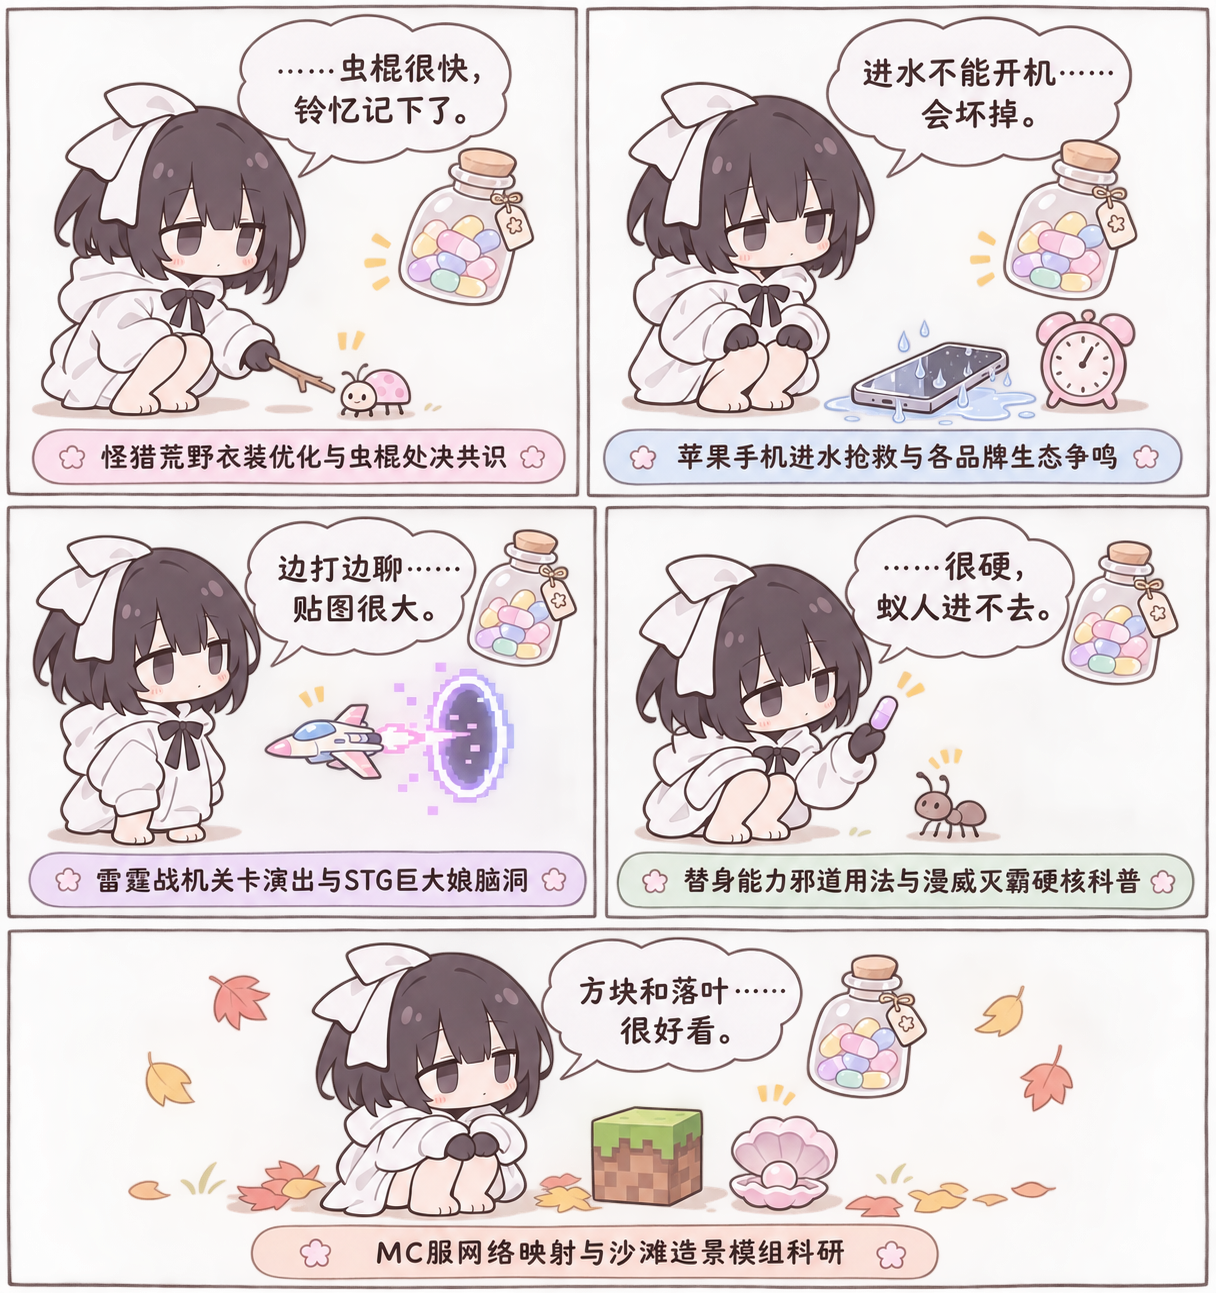 ……虫棍很快，
铃忆记下了。
怪猎荒野衣装优化与虫棍处决共识
进水不能开机……
会坏掉。
苹果手机进水抢救与各品牌生态争鸣
边打边聊……
贴图很大。
雷霆战机关卡演出与STG巨大娘脑洞
……很硬，
蚁人进不去。
替身能力邪道用法与漫威灭霸硬核科普
方块和落叶……
很好看。
MC服网络映射与沙滩造景模组科研